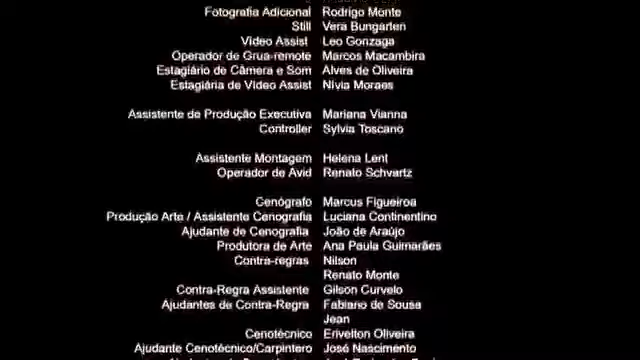 Fotografia Adicional Rodrigo Monte
Still Vera Bungarten
Vídeo Assist Leo Gonzaga
Operador de Grua-remote Marcos Macambira
Estagiário de Câmera e Som Alves de Oliveira
Estagiária de Vídeo Assist Nívia Moraes
Assistente de Produção Executiva Mariana Vianna
Controller Sylvia Toscano
Assistente Montagem Helena Lent
Operador de Avid Renato Schvartz
Cenógrafo Marcus Figueiroa
Produção Arte / Assistente Cenografia Luciana Continentino
Ajudante de Cenografia João de Araújo
Produtora de Arte Ana Paula Guimarães
Contra-regras Nilson
Renato Monte
Contra-Regra Assistente Gilson Curvelo
Ajudantes de Contra-Regra Fabiano de Sousa
Jean
Cenotécnico Erivelton Oliveira
Ajudante Cenotécnico/Carpintero José Nascimento